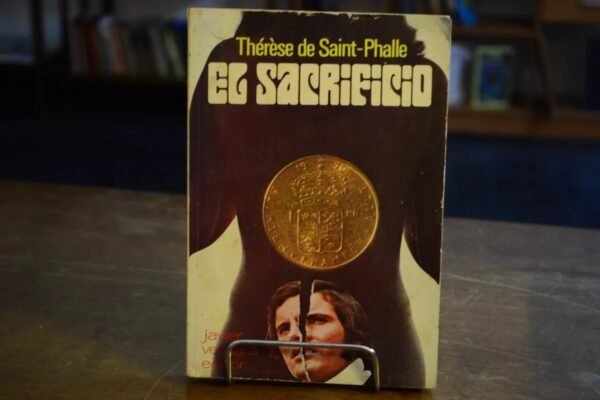 Thérèse de Saint-Phalle
EL SACRIFICIO
javier
vergara
editor